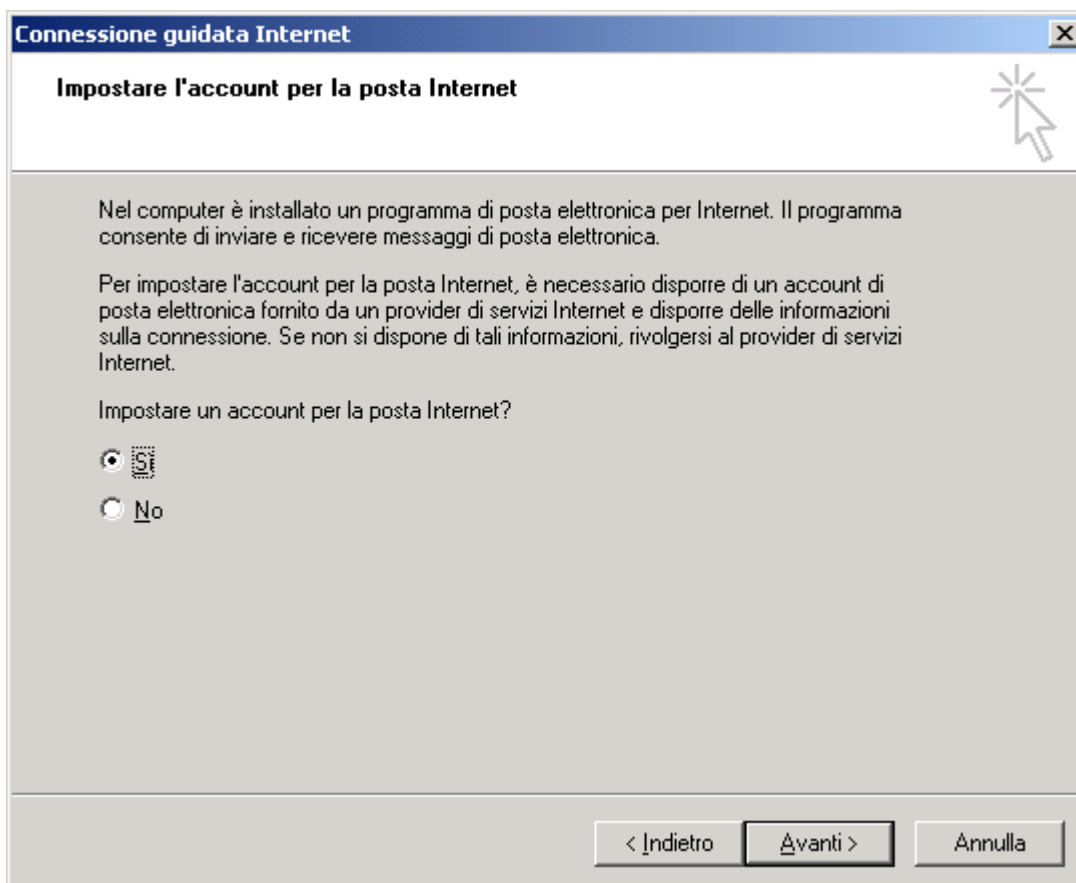 Connessione guidata Internet
Impostare l'account per la posta Internet
Nel computer è installato un programma di posta elettronica per Internet. Il programma
consente di inviare e ricevere messaggi di posta elettronica.
Per impostare l'account per la posta Internet, è necessario disporre di un account di
posta elettronica fornito da un provider di servizi Internet e disporre delle informazioni
sulla connessione. Se non si dispone di tali informazioni, rivolgersi al provider di servizi
Internet.
Impostare un account per la posta Internet?
Sì
No
< Indietro
Avanti >
Annulla